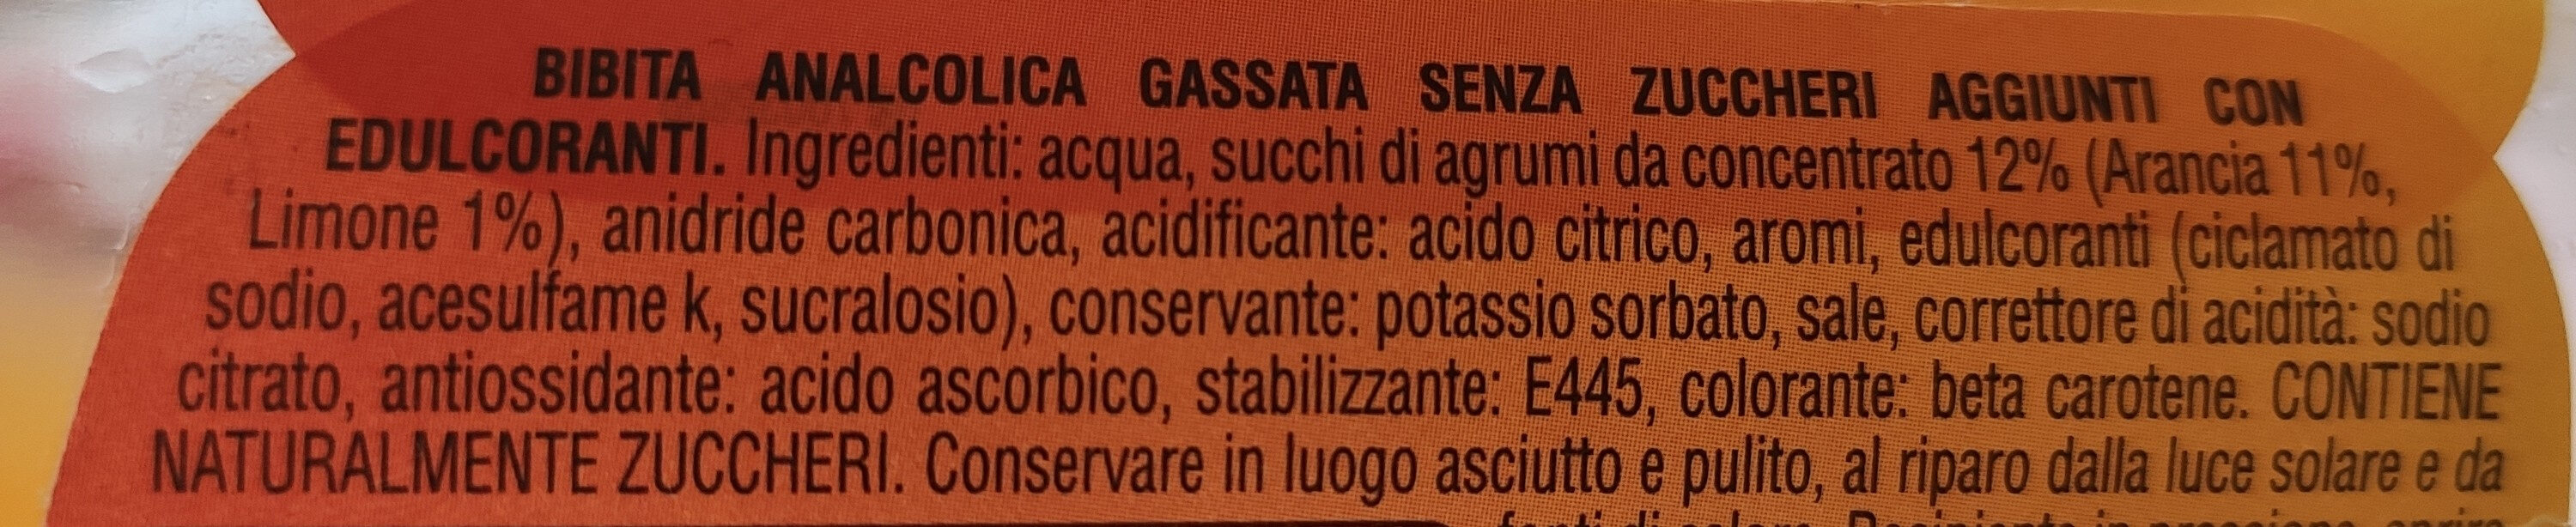 BIBITA ANALCOLICA GASSATA SENZA ZUCCHERI AGGIUNTI CON
EDULCORANTI. Ingredienti: acqua, succhi di agrumi da concentrato 12% (Arancia 11%,
Limone 1%), anidride carbonica, acidificante: acido citrico, aromi, edulcoranti (ciclamato di
sodio, acesulfame k, sucralosio), conservante: potassio sorbato, sale, correttore di acidità: sodio
citrato, antiossidante: acido ascorbico, stabilizzante: E445, colorante: beta carotene. CONTIENE
NATURALMENTE ZUCCHERI. Conservare in luogo asciutto e pulito, al riparo dalla luce solare e da